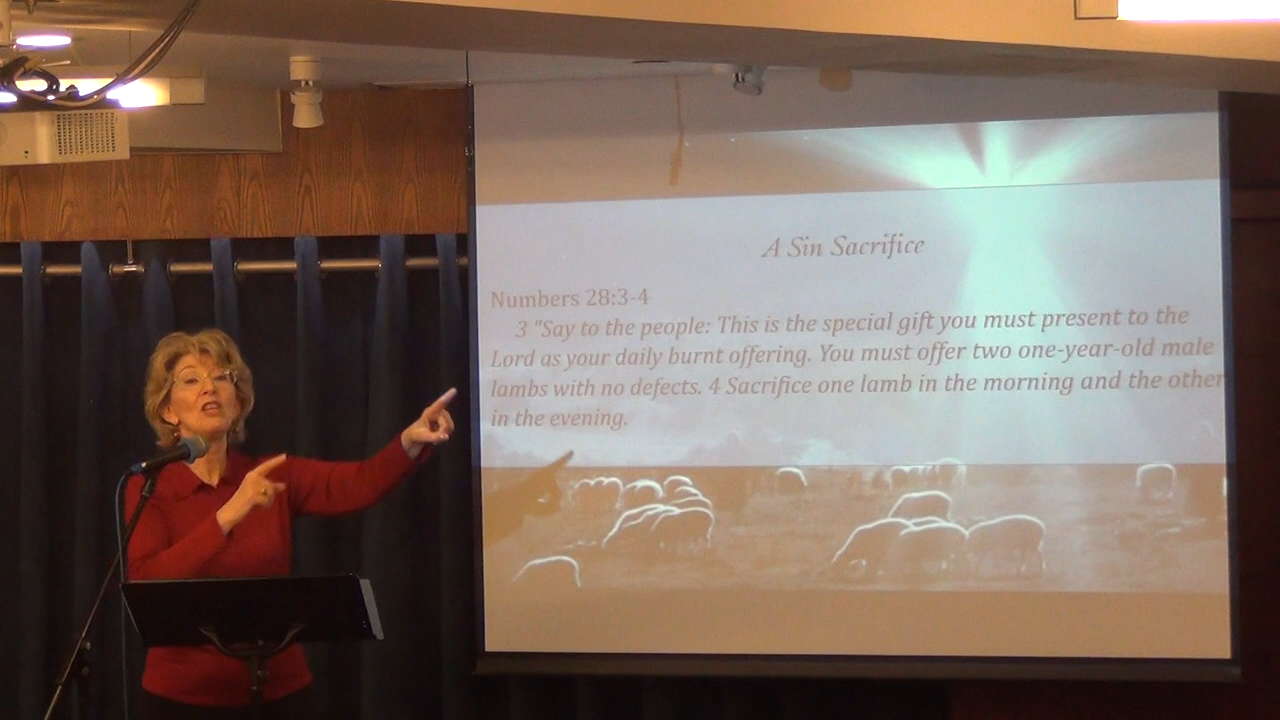 A Sin Sacrifice
Numbers 28:3-4
3 "Say to the people: This is the special gift you must present to the
Lord as your daily burnt offering. You must offer two one-year-old male
lambs with no defects. 4 Sacrifice one lamb in the morning and the other
in the evening.